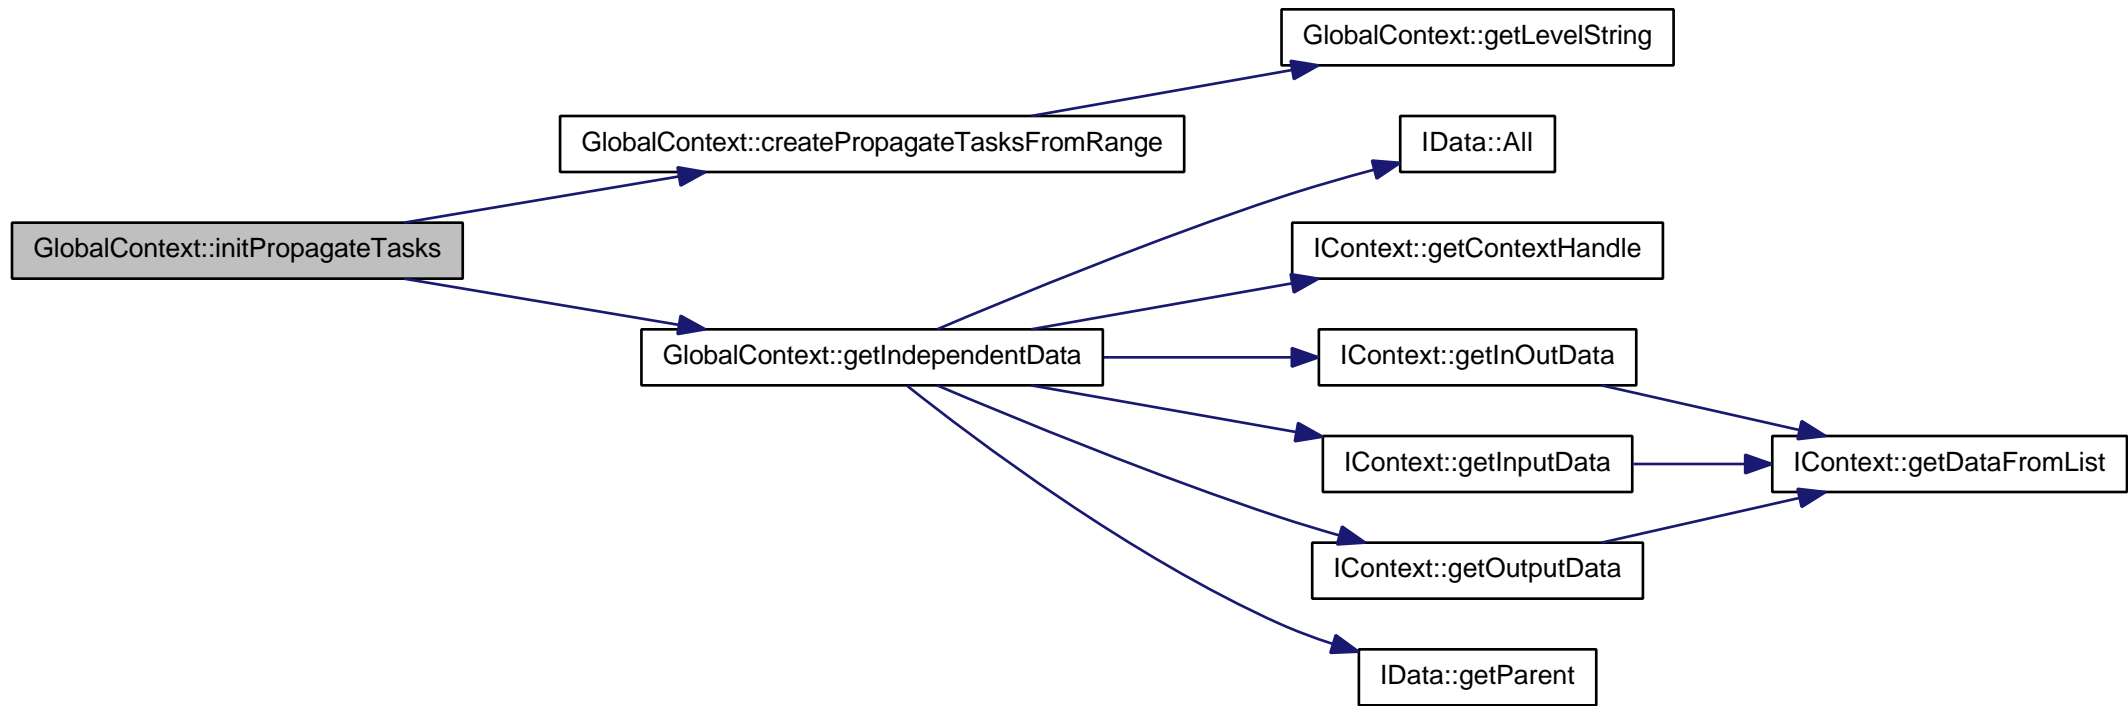 GlobalContext::getLevelString
GlobalContext::createPropagateTasksFromRange
IData::All
GlobalContext::initPropagateTasks
IContext::getContextHandle
GlobalContext::getIndependentData
IContext::getInOutData
IContext::getInputData
IContext::getDataFromList
IContext::getOutputData
IData::getParent